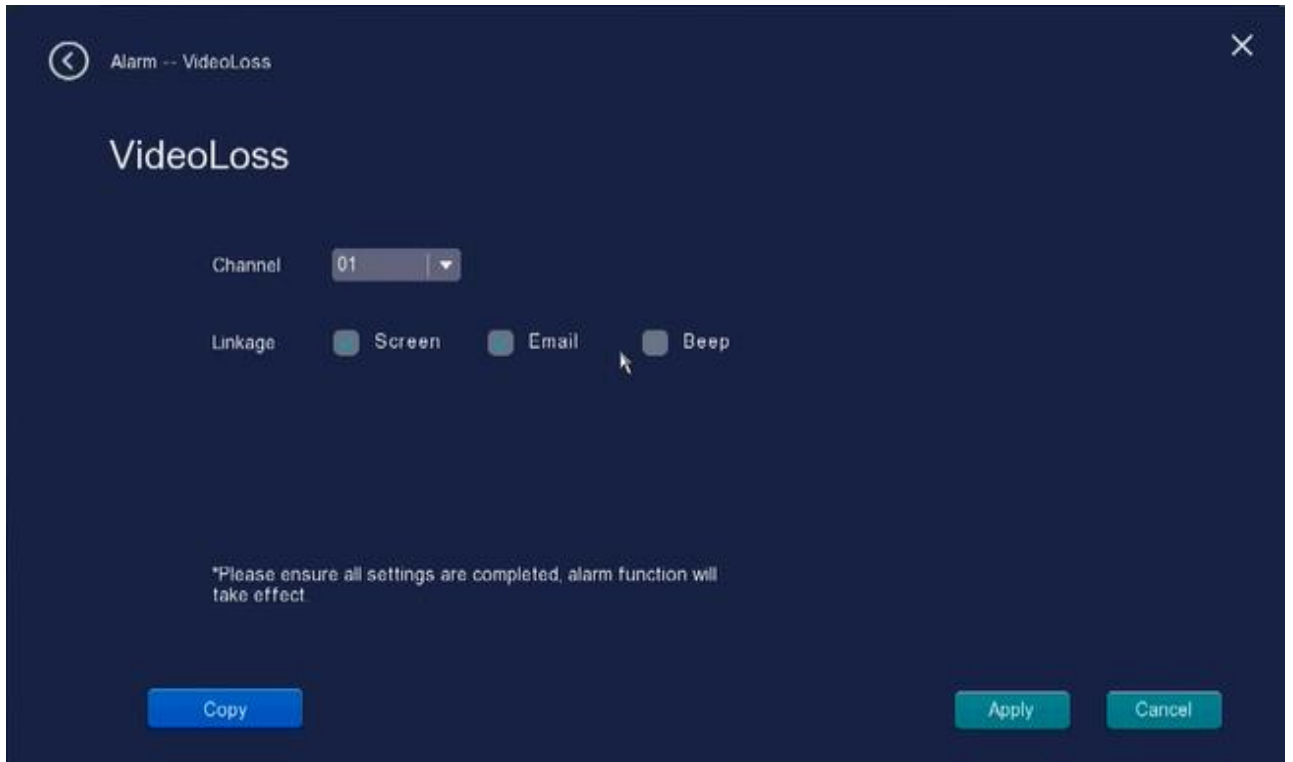 Alarm -- VideoLoss
VideoLoss
Channel 01
Linkage Screen Email Beep
*Please ensure all settings are completed, alarm function will
take effect.
Copy Apply Cancel